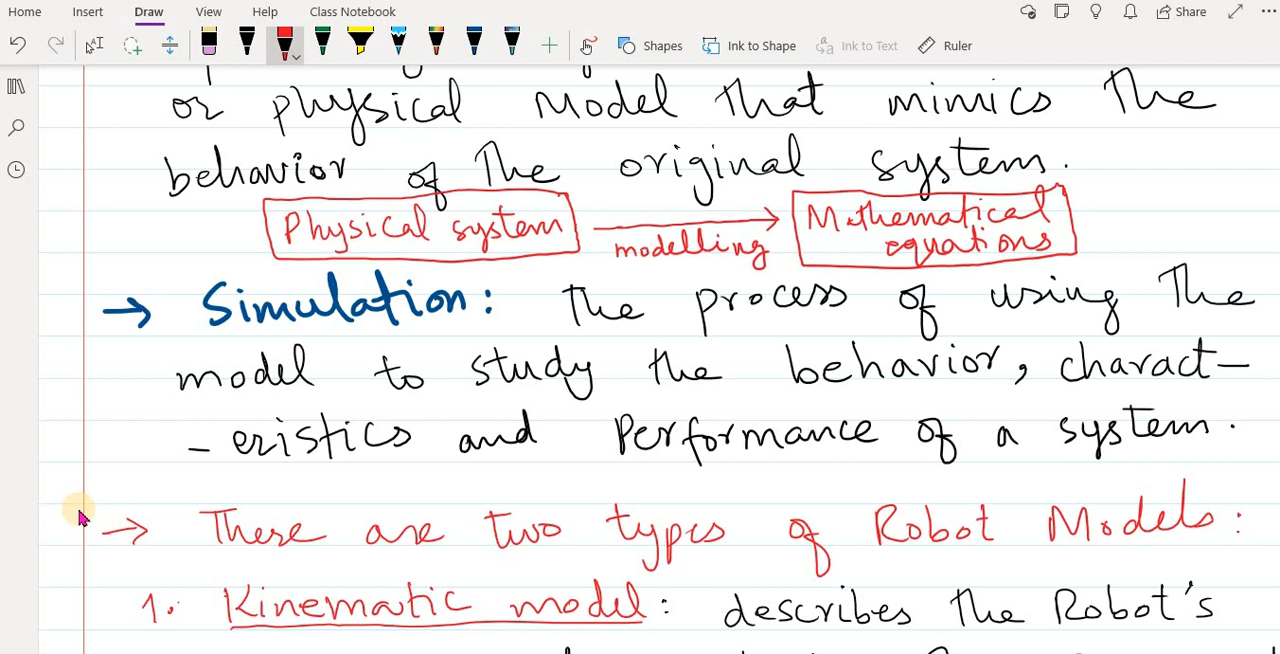 Home Insert Draw View Help Class Notebook Share
Shapes Ink to Shape Ink to Text Ruler
or physical model that mimics the
behavior of the original system.
Physical system modelling Mathematical
equations
→ Simulation: the process of using the
model to study the behavior, charact-
- eristics and performance of a system.
→ There are two types of Robot Models:
1. Kinematic model: describes the Robot's